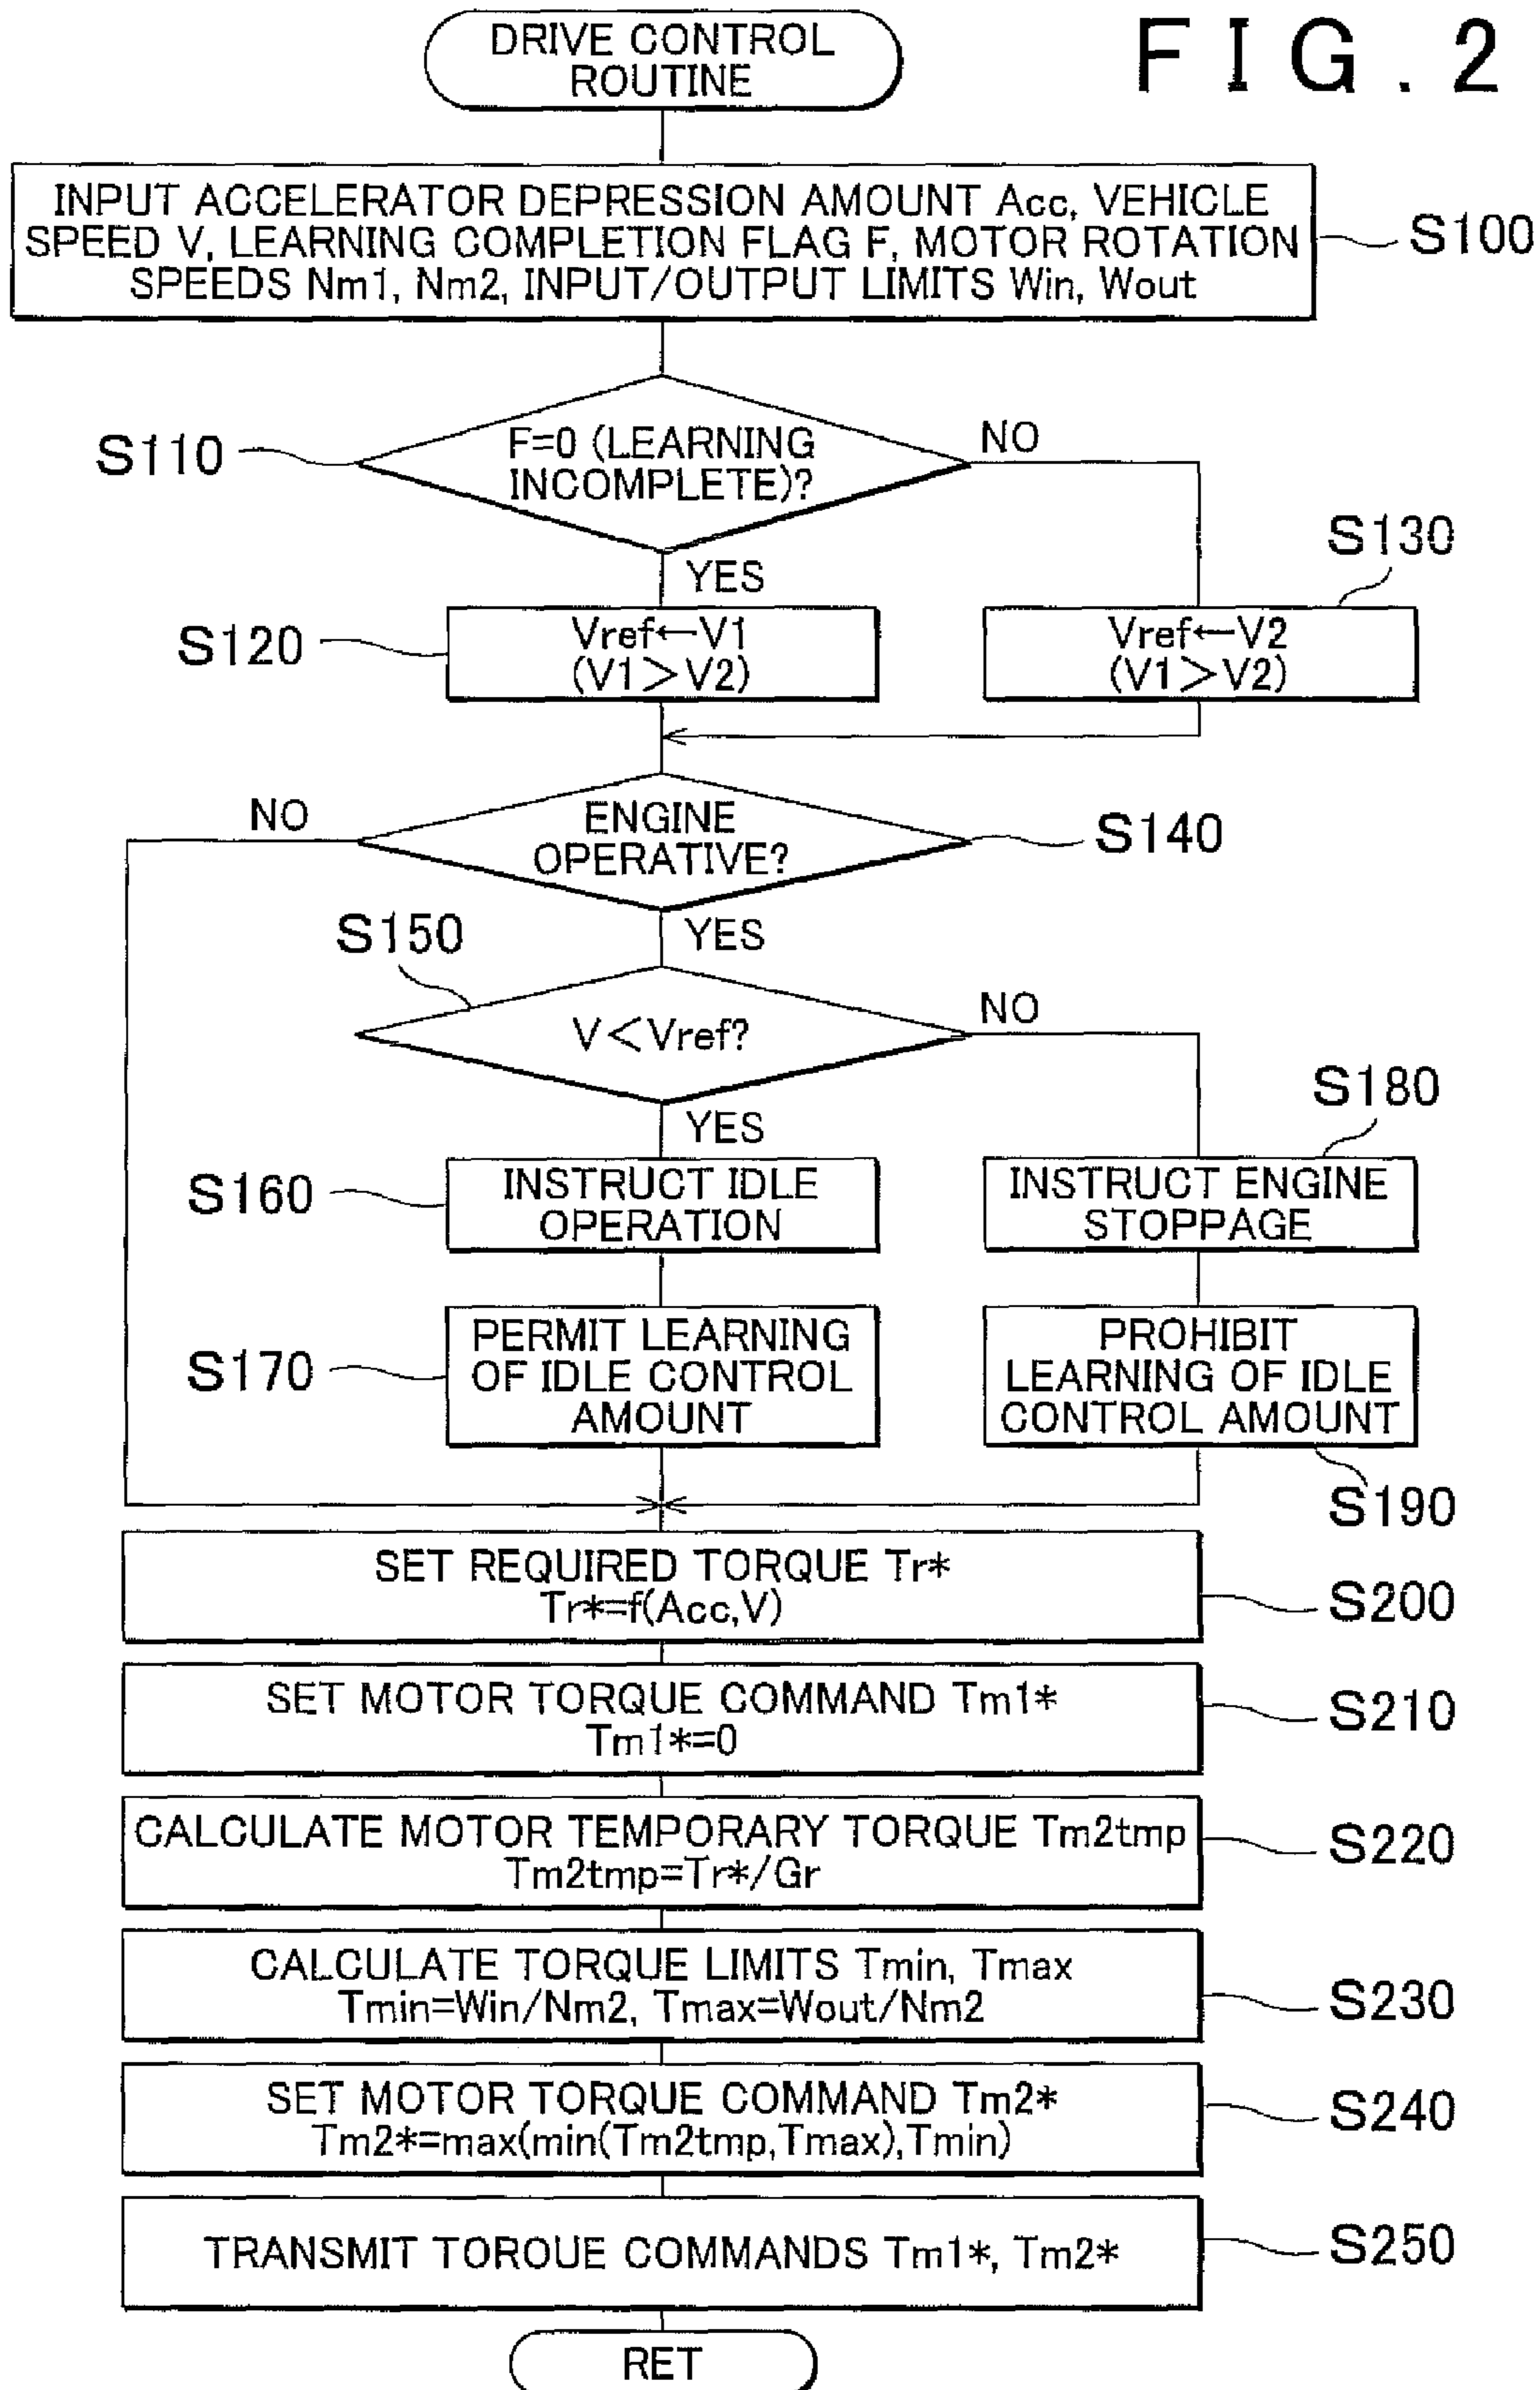 FIG.2
DRIVE CONTROL
ROUTINE
INPUT ACCELERATOR DEPRESSION AMOUNT Acc, VEHICLE
SPEED V, LEARNING COMPLETION FLAG F, MOTOR ROTATION
SPEEDS Nm1, Nm2, INPUT/OUTPUT LIMITS Win, Wout
S100
S110
F=0 (LEARNING
INCOMPLETE)?
NO
YES
S120
Vref←V1
(V1>V2)
S130
Vref←V2
(V1>V2)
NO
ENGINE
OPERATIVE?
S140
YES
S150
V<Vref?
NO
YES
S160
INSTRUCT IDLE
OPERATION
S180
INSTRUCT ENGINE
STOPPAGE
S170
PERMIT LEARNING
OF IDLE CONTROL
AMOUNT
PROHIBIT
LEARNING OF IDLE
CONTROL AMOUNT
S190
SET REQUIRED TORQUE Tr*
Tr*=f(Acc,V)
S200
SET MOTOR TORQUE COMMAND Tm1*
Tm1*=0
S210
CALCULATE MOTOR TEMPORARY TORQUE Tm2tmp
Tm2tmp=Tr*/Gr
S220
CALCULATE TORQUE LIMITS Tmin, Tmax
Tmin=Win/Nm2, Tmax=Wout/Nm2
S230
SET MOTOR TORQUE COMMAND Tm2*
Tm2*=max(min(Tm2tmp,Tmax),Tmin)
S240
TRANSMIT TOROUE COMMANDS Tm1*, Tm2*
S250
RET